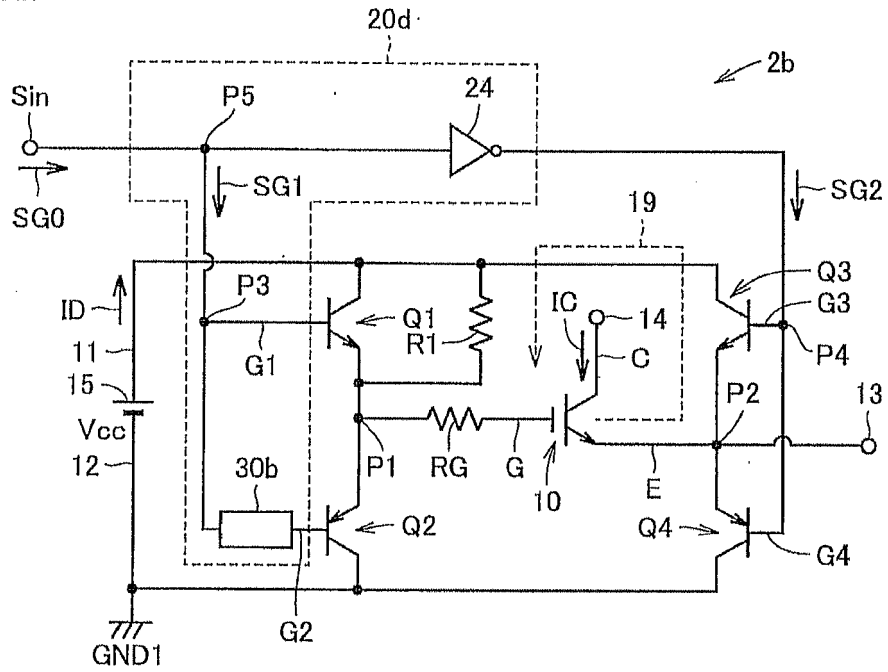 20d
2b
24
Sin
P5
SG0
SG1
SG2
19
Q3
ID
P3
IC
14
G3
Q1
R1
11
G1
C
P4
15
P2
13
Vcc
12
30b
P1
RG
G
10
E
Q2
Q4
G4
G2
GND1